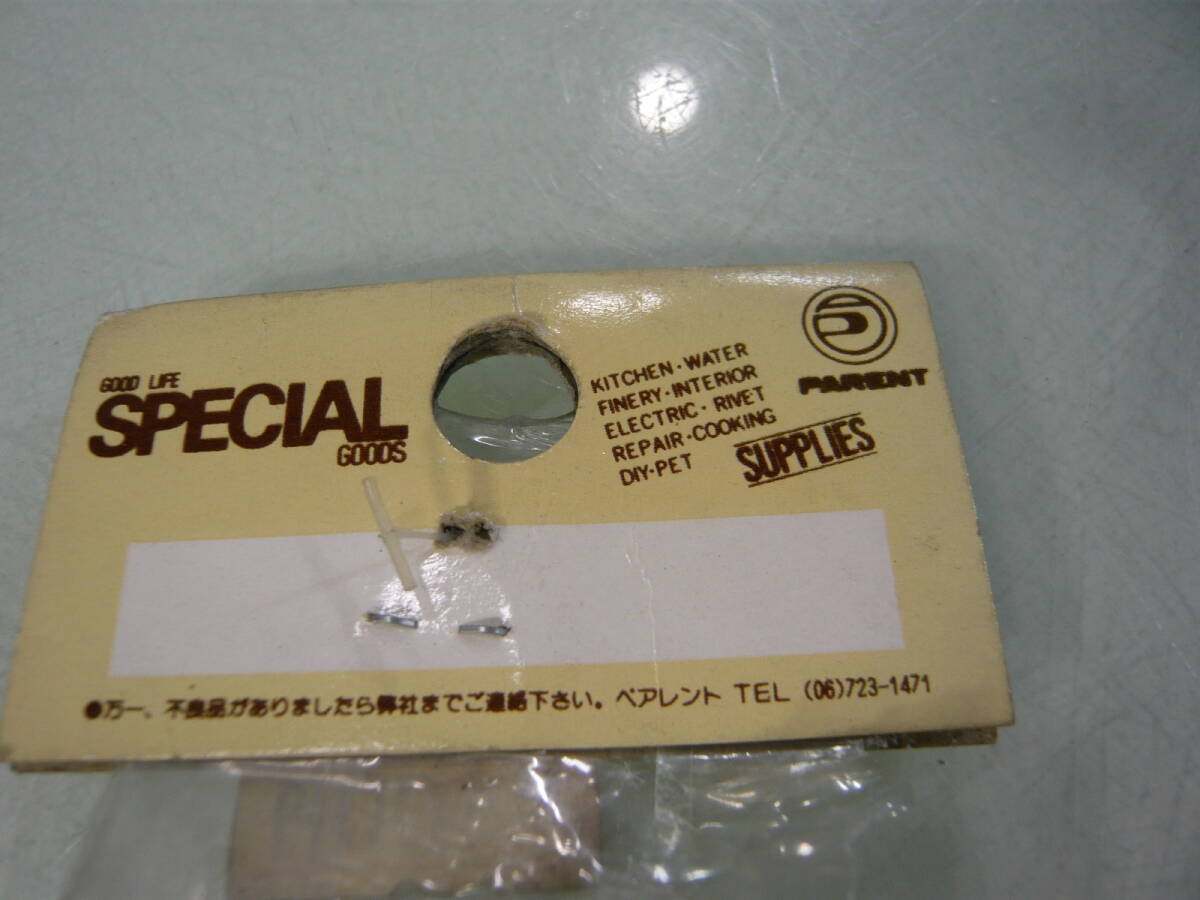 GOOD LIFE
SPECIAL
GOODS
KITCHEN・WATER
FINERY・INTERIOR
ELECTRIC・RIVET
REPAIR・COOKING
DIY・PET
SUPPLIES
PARENT
●万一、不良品がありましたら弊社までご連絡下さい。ペアレント TEL (06)723-1471